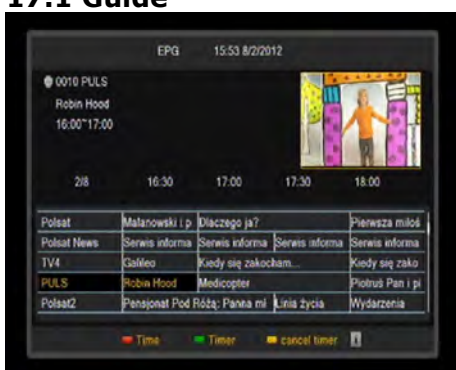 17.1 Guide
EPG 15:53 8/2/2012
0010 PULS
Robin Hood
16:00~17:00
2/8 16:30 17:00 17:30 18:00
Polsat Malanowski i p Dlaczego ja? Pierwsza miłoś
Polsat News Serwis informa Serwis informa Serwis informa Serwis informa
TV4 Galileo Kiedy się zakocham... Kiedy się zako
PULS Robin Hood Medicopter Piotruś Pan i pi
Polsat2 Pensjonat Pod Różą: Panna mł Linia życia Wydarzenia
Time Timer cancel timer i